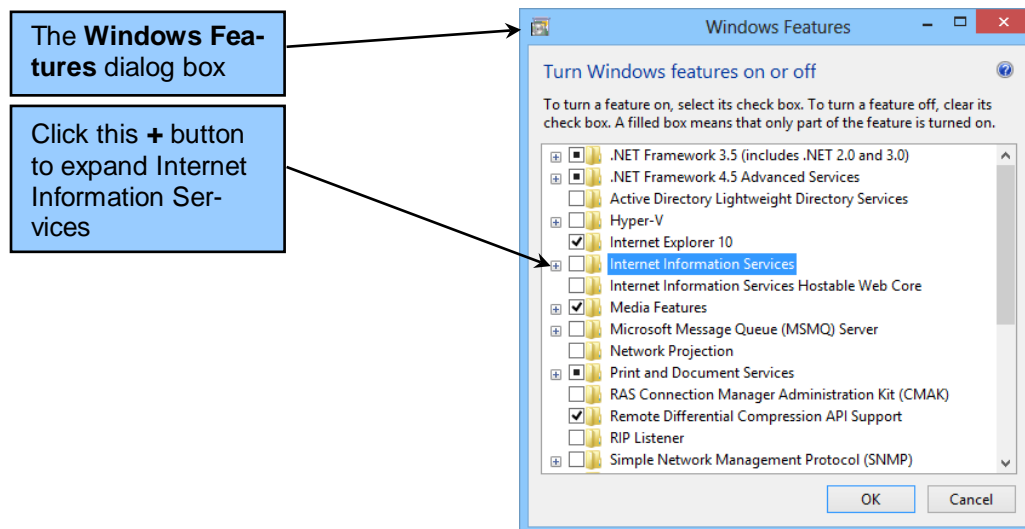 The Windows Fea-
tures dialog box
Click this + button
to expand Internet
Information Ser-
vices
Windows Features
Turn Windows features on or off
To turn a feature on, select its check box. To turn a feature off, clear its
check box. A filled box means that only part of the feature is turned on.
.NET Framework 3.5 (includes .NET 2.0 and 3.0)
.NET Framework 4.5 Advanced Services
Active Directory Lightweight Directory Services
Hyper-V
Internet Explorer 10
Internet Information Services
Internet Information Services Hostable Web Core
Media Features
Microsoft Message Queue (MSMQ) Server
Network Projection
Print and Document Services
RAS Connection Manager Administration Kit (CMAK)
Remote Differential Compression API Support
RIP Listener
Simple Network Management Protocol (SNMP)
OK Cancel